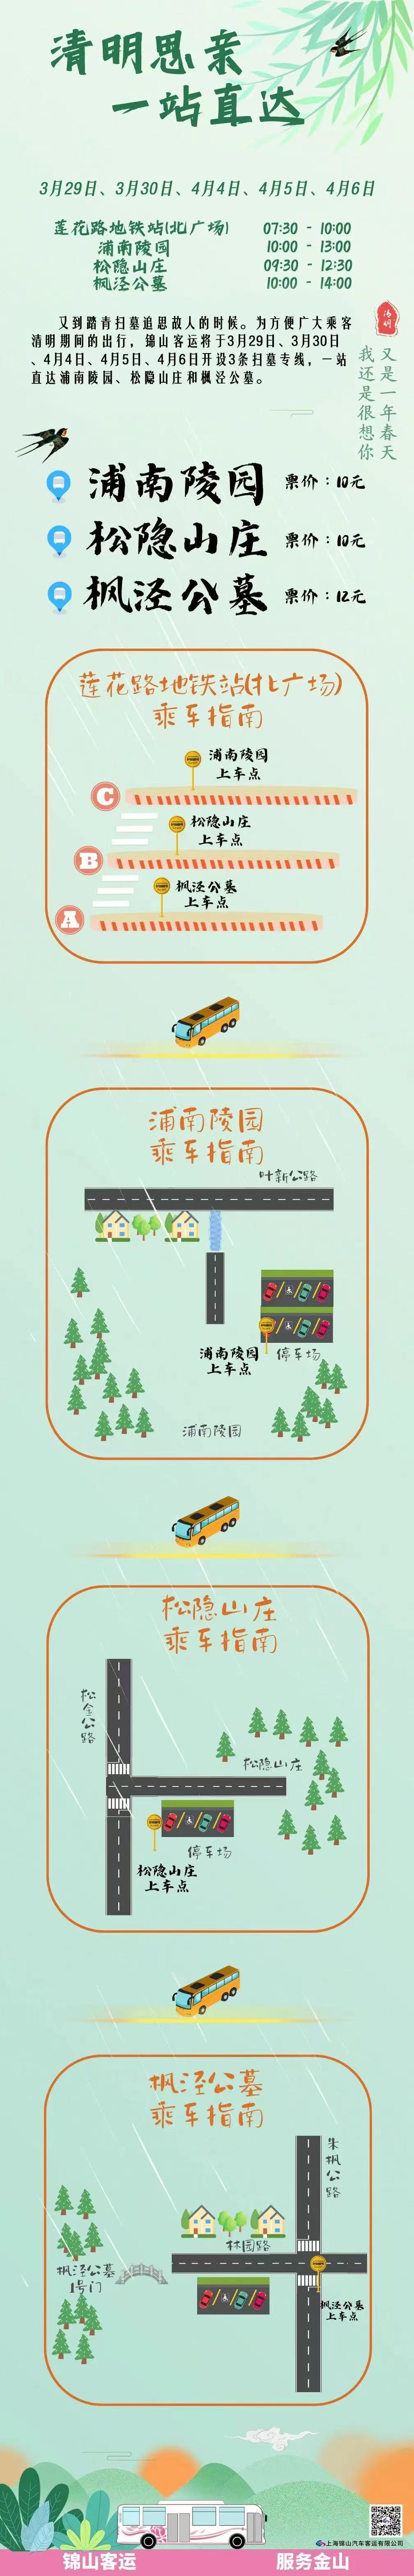 清明思亲
一站直达
3月29日、3月30日、4月4日、4月5日、4月6日
莲花路地铁站(北广场) 07:30 - 10:00
浦南陵园 10:00 - 13:00
松隐山庄 09:30 - 12:30
枫泾公墓 10:00 - 14:00
清明
又是一年春天
我还是很想你
又到踏青扫墓追思故人的时候。为方便广大乘客
清明期间的出行，锦山客运将于3月29日、3月30日
、4月4日、4月5日、4月6日开设3条扫墓专线，一站
直达浦南陵园、松隐山庄和枫泾公墓。
浦南陵园 票价：10元
松隐山庄 票价：10元
枫泾公墓 票价：12元
莲花路地铁站(北广场)
乘车指南
浦南陵园
上车点
C
松隐山庄
上车点
B
枫泾公墓
上车点
A
浦南陵园
乘车指南
叶新公路
浦南陵园
上车点
停车场
浦南陵园
松隐山庄
乘车指南
松金公路
松隐山庄
停车场
松隐山庄
上车点
枫泾公墓
乘车指南
朱枫公路
林园路
枫泾公墓
1号门
枫泾公墓
上车点
上海锦山汽车客运有限公司
锦山客运 服务金山